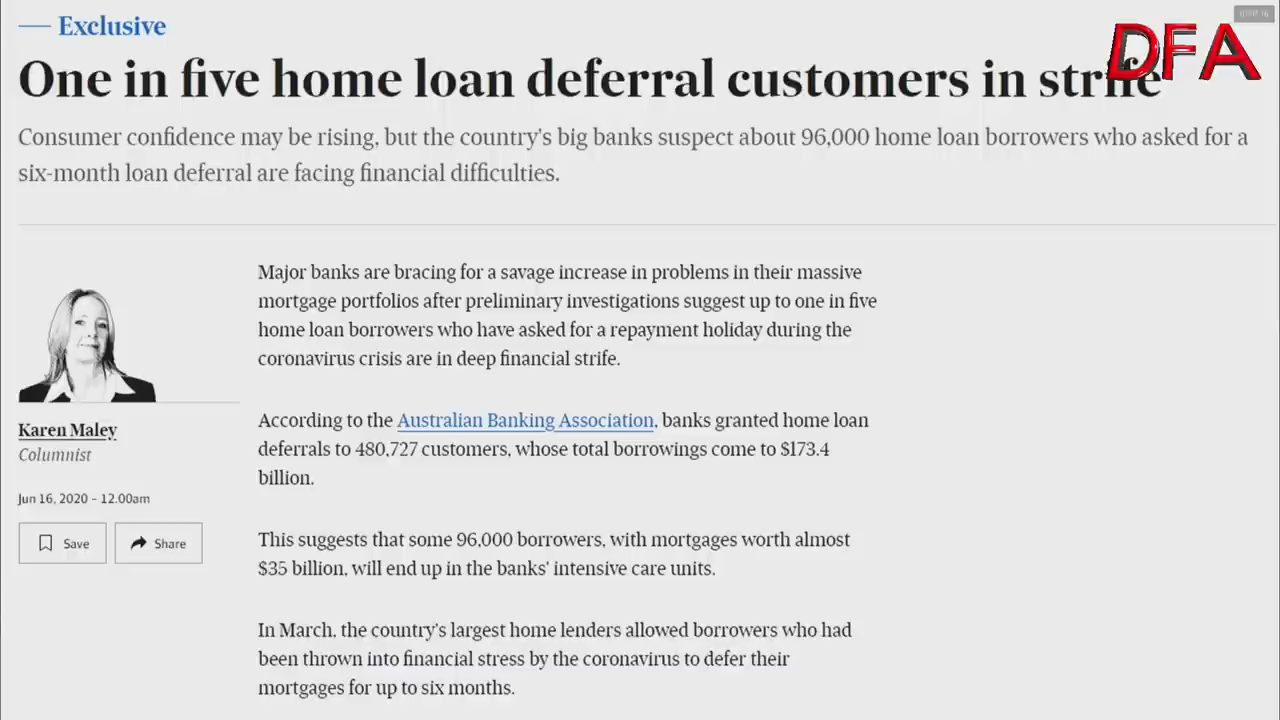 Exclusive
DFA
One in five home loan deferral customers in strife
Consumer confidence may be rising, but the country's big banks suspect about 96,000 home loan borrowers who asked for a
six-month loan deferral are facing financial difficulties.
Karen Maley
Columnist
Jun 16, 2020 – 12.00am
Save
Share
Major banks are bracing for a savage increase in problems in their massive
mortgage portfolios after preliminary investigations suggest up to one in five
home loan borrowers who have asked for a repayment holiday during the
coronavirus crisis are in deep financial strife.
According to the Australian Banking Association, banks granted home loan
deferrals to 480,727 customers, whose total borrowings come to $173.4
billion.
This suggests that some 96,000 borrowers, with mortgages worth almost
$35 billion, will end up in the banks' intensive care units.
In March, the country's largest home lenders allowed borrowers who had
been thrown into financial stress by the coronavirus to defer their
mortgages for up to six months.